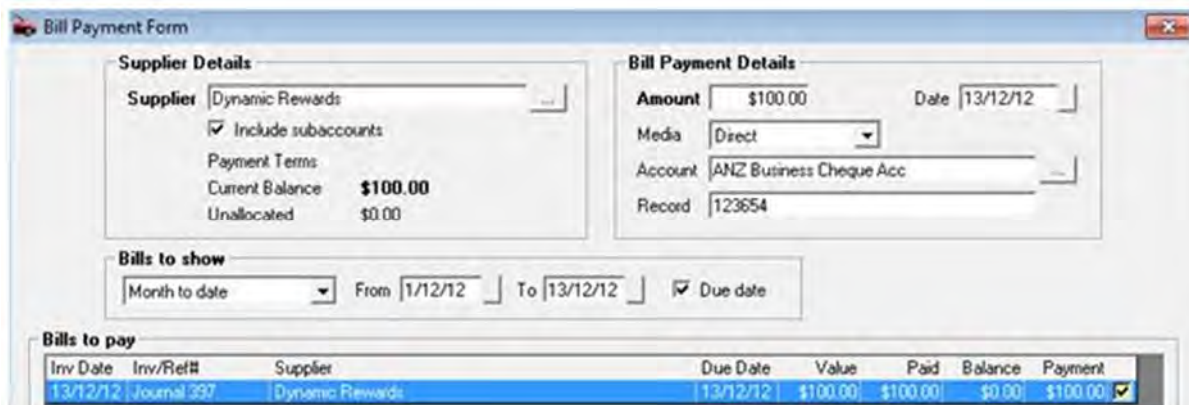 Bill Payment Form
Supplier Details
Supplier Dynamic Rewards ...
Include subaccounts
Payment Terms
Current Balance $100.00
Unallocated $0.00
Bill Payment Details
Amount $100.00 Date 13/12/12
Media Direct
Account ANZ Business Cheque Acc ...
Record 123654
Bills to show
Month to date From 1/12/12 To 13/12/12 Due date
Bills to pay
Inv Date Inv/Ref# Supplier Due Date Value Paid Balance Payment
13/12/12 Journal 397 Dynamic Rewards 13/12/12 $100.00 $100.00 $0.00 $100.00